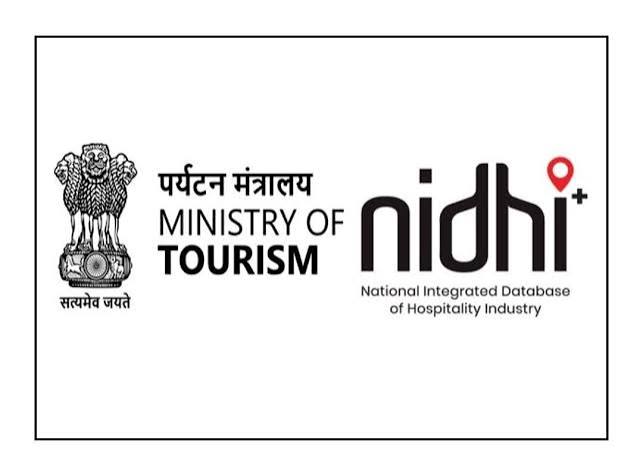 पर्यटन मंत्रालय
MINISTRY OF
TOURISM
सत्यमेव जयते
nidhi+
National Integrated Database
of Hospitality Industry